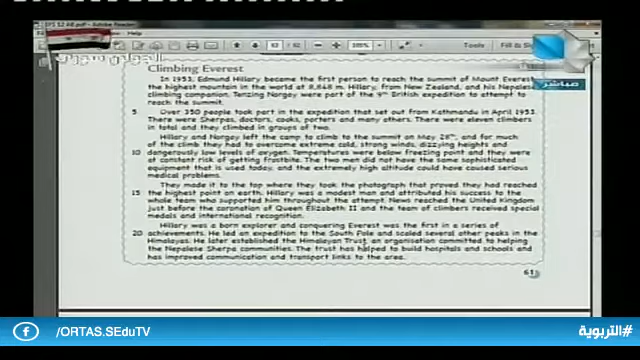 EFS 12 AB.pdf - Adobe Reader
Help
61 / 92
100%
Tools
Fill & Sign
الجولان سوري
مباشر
Climbing Everest
In 1953, Edmund Hillary became the first person to reach the summit of Mount Everest
the highest mountain in the world at 8,848 m. Hillary, from New Zealand, and his Nepalese
climbing companion, Tenzing Norgay were part of the 9th British expedition to attempt to
reach the summit.
5 Over 350 people took part in the expedition that set out from Kathmandu in April 1953.
There were Sherpas, doctors, cooks, porters and many others. There were eleven climbers
in total and they climbed in groups of two.
Hillary and Norgay left the camp to climb to the summit on May 28th, and for much
of the climb they had to overcome extreme cold, strong winds, dizzying heights and
10 dangerously low levels of oxygen. Temperatures were below freezing point and they were
at constant risk of getting frostbite. The two men did not have the same sophisticated
equipment that is used today, and the extremely high altitude could have caused serious
medical problems.
They made it to the top where they took the photograph that proved they had reached
15 the highest point on earth. Hillary was a modest man and attributed his success to the
whole team who supported him throughout the attempt. News reached the United Kingdom
just before the coronation of Queen Elizabeth II and the team of climbers received special
medals and international recognition.
Hillary was a born explorer and conquering Everest was the first in a series of
20 achievements. He led an expedition to the South Pole and scaled several other peaks in the
Himalayas. He later established the Himalayan Trust, an organisation committed to helping
the Nepalese Sherpa communities. The trust has helped to build hospitals and schools and
has improved communication and transport links to the area.
61
/ORTAS.SEduTV
#التربوية